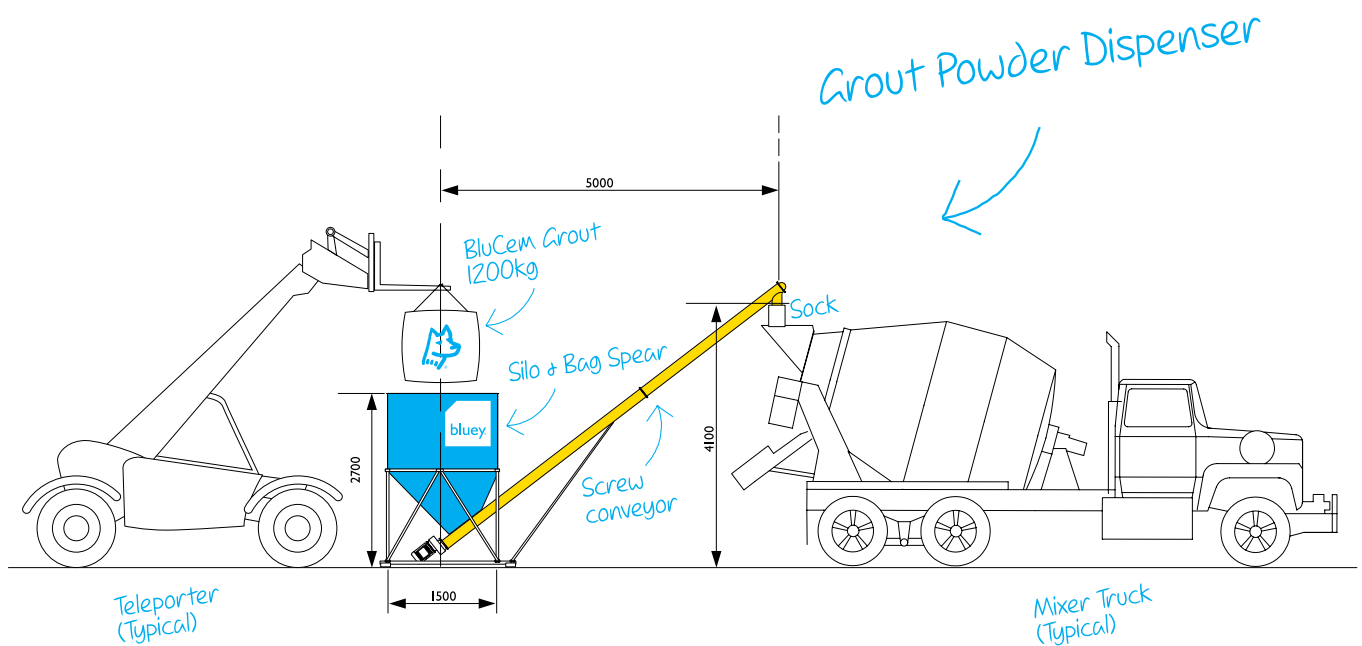 Grout Powder Dispenser
5000
BluCem Grout
1200kg
Sock
Silo & Bag Spear
bluey
2700
4100
Screw
conveyor
1500
Teleporter
(Typical)
Mixer Truck
(Typical)